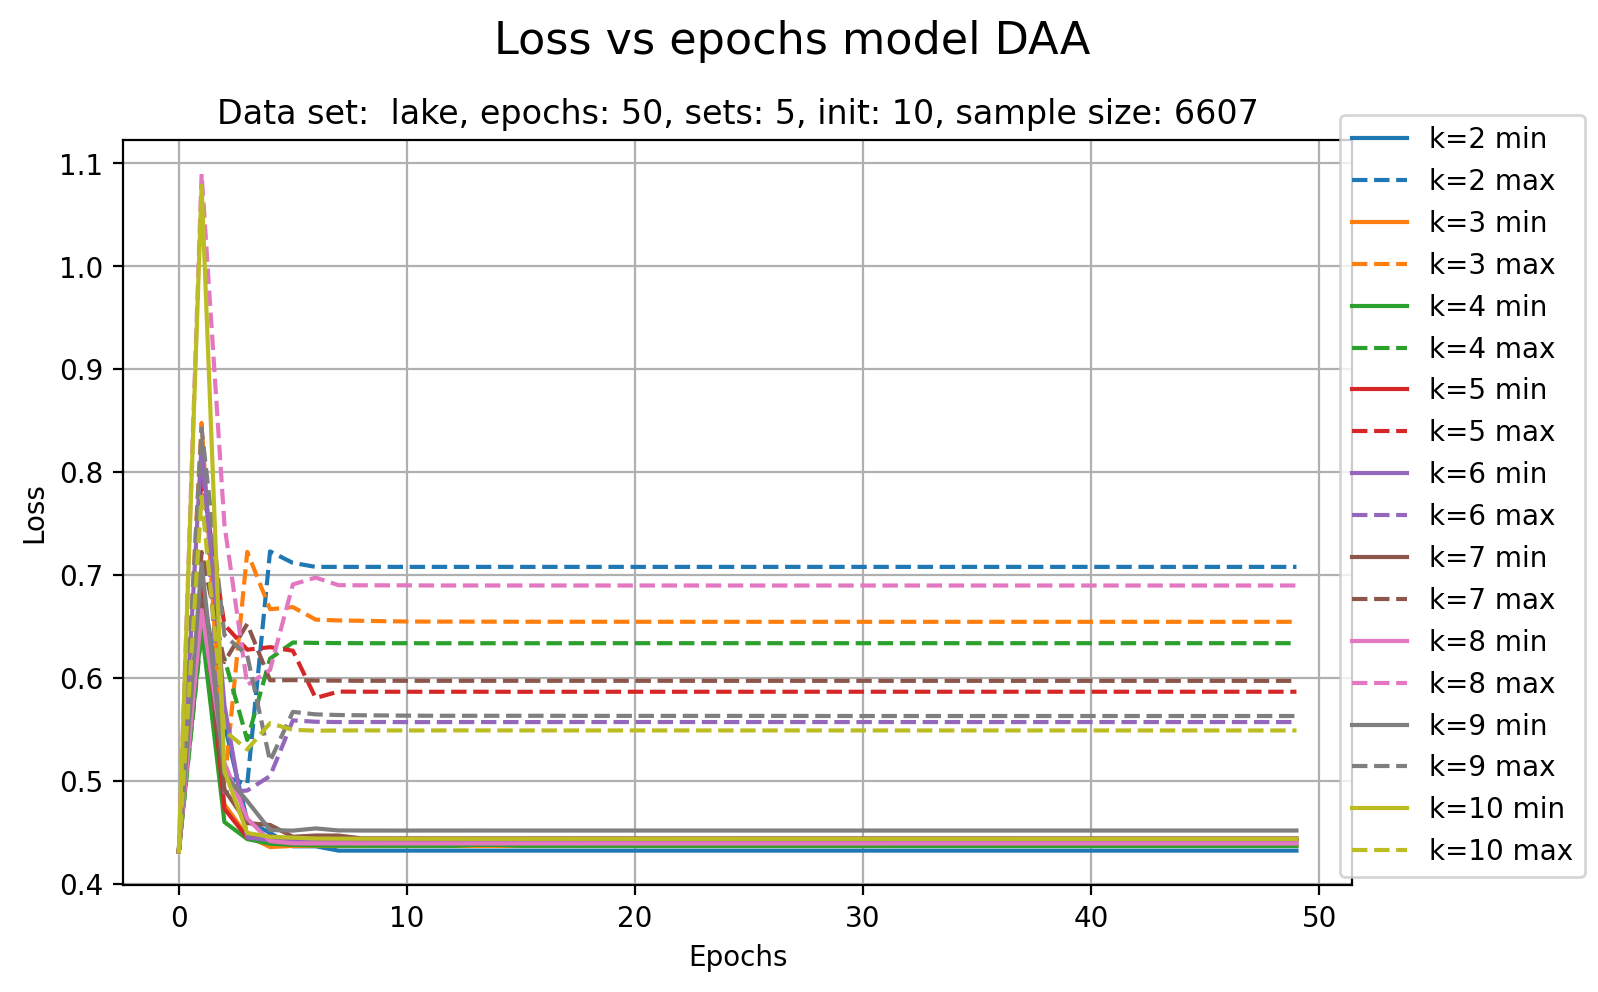 Loss vs epochs model DAA
Data set:  lake, epochs: 50, sets: 5, init: 10, sample size: 6607
1.1
1.0
0.9
0.8
0.7
0.6
0.5
0.4
Loss
0 10 20 30 40 50
Epochs
k=2 min
k=2 max
k=3 min
k=3 max
k=4 min
k=4 max
k=5 min
k=5 max
k=6 min
k=6 max
k=7 min
k=7 max
k=8 min
k=8 max
k=9 min
k=9 max
k=10 min
k=10 max